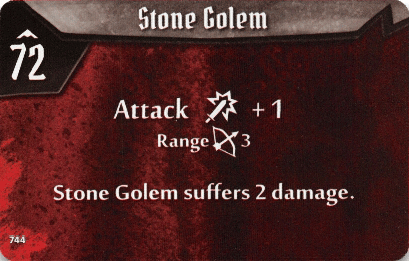 Stone Golem
72
Attack + 1
Range 3
Stone Golem suffers 2 damage.
744